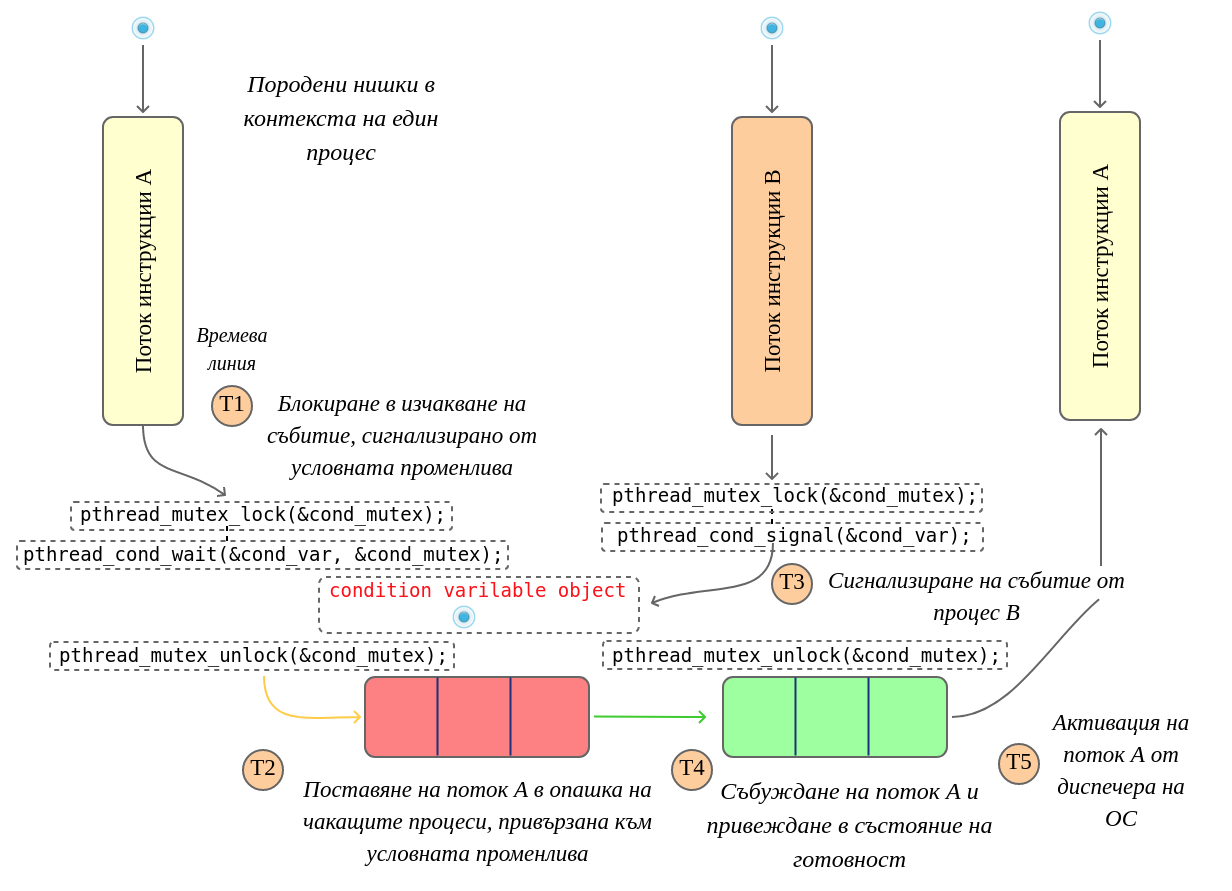 Породени нишки в
контекста на един
процес
Поток инструкции A
Поток инструкции B
Поток инструкции A
Времева
линия
T1
Блокиране в изчакване на
събитие, сигнализирано от
условната променлива
pthread_mutex_lock(&cond_mutex);
pthread_cond_wait(&cond_var, &cond_mutex);
pthread_mutex_lock(&cond_mutex);
pthread_cond_signal(&cond_var);
condition varilable object
T3
Сигнализиране на събитие от
процес B
pthread_mutex_unlock(&cond_mutex);
pthread_mutex_unlock(&cond_mutex);
T2
Поставяне на поток A в опашка на
чакащите процеси, привързана към
условната променлива
T4
Събуждане на поток A и
привеждане в състояние на
готовност
T5
Активация на
поток A от
диспечера на
ОС